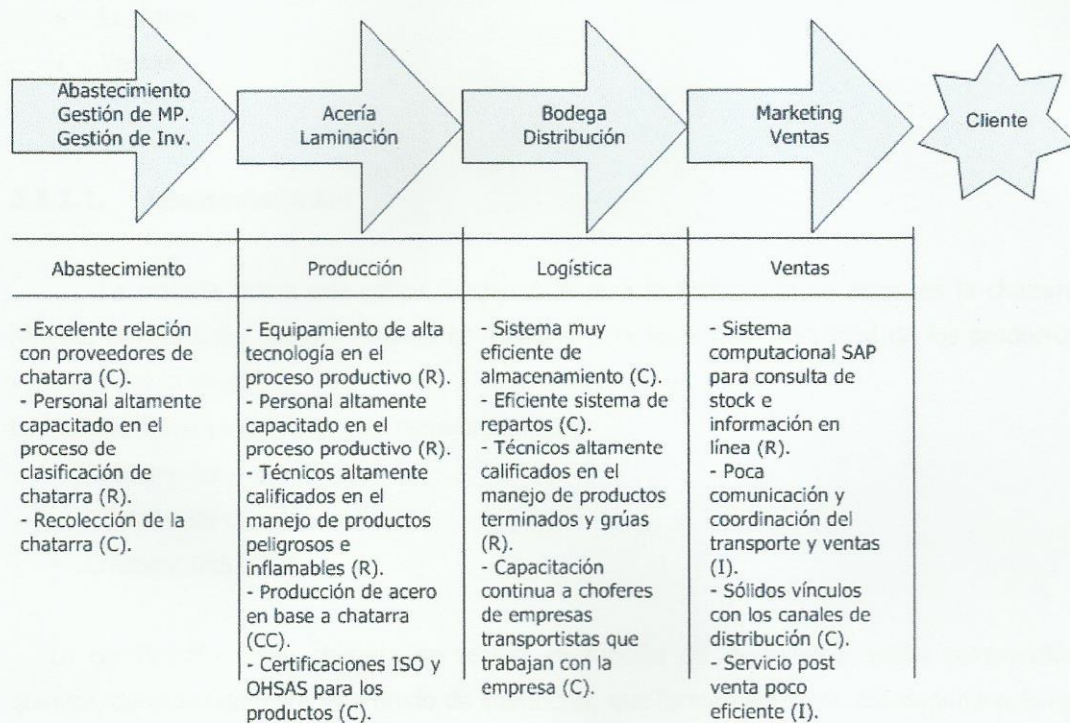 Abastecimiento
Gestión de MP.
Gestión de Inv.
Acería
Laminación
Bodega
Distribución
Marketing
Ventas
Cliente
Abastecimiento
- Excelente relación
con proveedores de
chatarra (C).
- Personal altamente
capacitado en el
proceso de
clasificación de
chatarra (R).
- Recolección de la
chatarra (C).
Producción
- Equipamiento de alta
tecnología en el
proceso productivo (R).
- Personal altamente
capacitado en el
proceso productivo (R).
- Técnicos altamente
calificados en el
manejo de productos
peligrosos e
inflamables (R).
- Producción de acero
en base a chatarra
(CC).
- Certificaciones ISO y
OHSAS para los
productos (C).
Logística
- Sistema muy
eficiente de
almacenamiento (C).
- Eficiente sistema de
repartos (C).
- Técnicos altamente
calificados en el
manejo de productos
terminados y grúas
(R).
- Capacitación
continua a choferes
de empresas
transportistas que
trabajan con la
empresa (C).
Ventas
- Sistema
computacional SAP
para consulta de
stock e
información en
línea (R).
- Poca
comunicación y
coordinación del
transporte y ventas
(I).
- Sólidos vínculos
con los canales de
distribución (C).
- Servicio post
venta poco
eficiente (I).